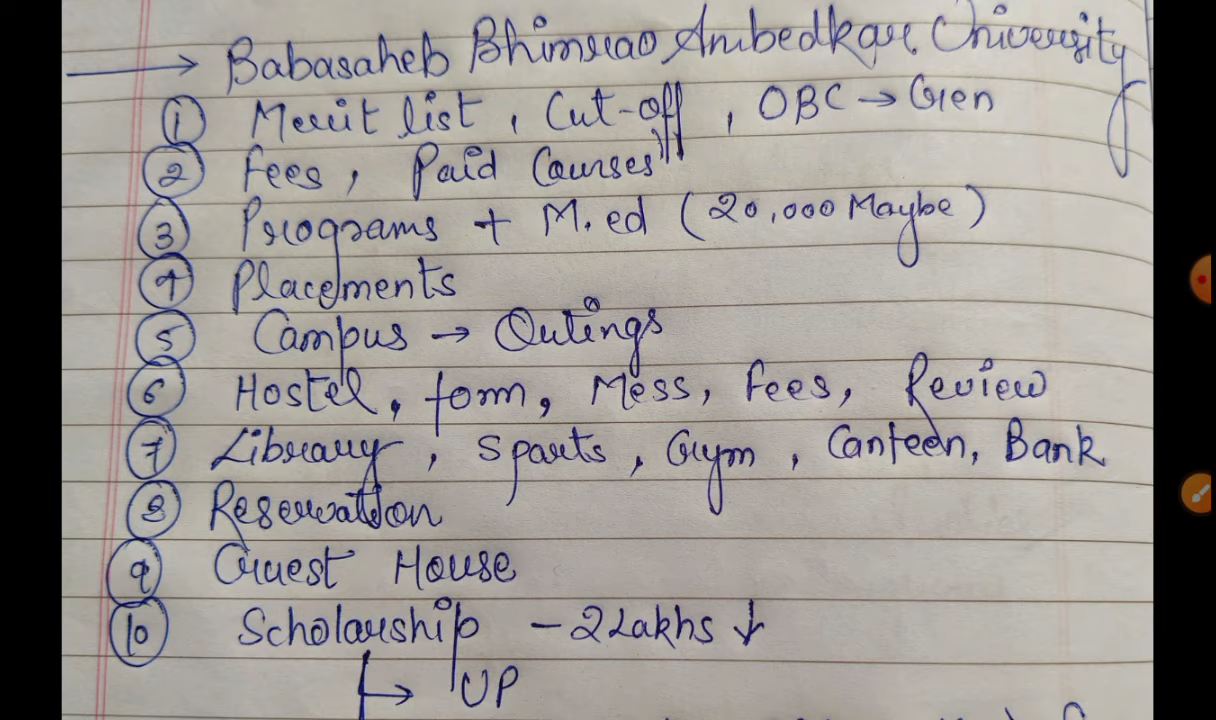 → Babasaheb Bhimrao Ambedkar University
① Merit list, Cut-off, OBC → Gen
② Fees, Paid Courses
③ Programs + M.ed (20,000 Maybe)
④ Placements
⑤ Campus → Outings
⑥ Hostel, form, Mess, Fees, Review
⑦ Library, Sports, Gym, Canteen, Bank
⑧ Reservation
⑨ Guest House
⑩ Scholarship - 2 Lakhs ↓
↳ UP